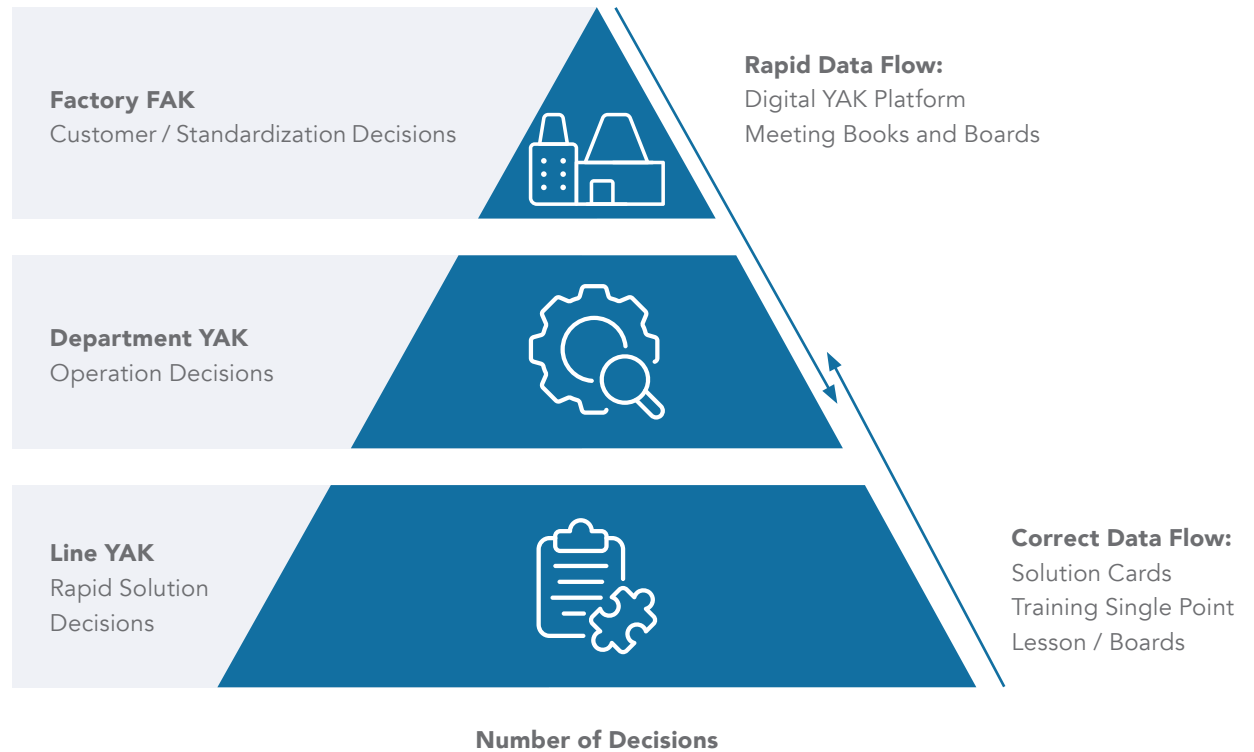 Factory FAK
Customer / Standardization Decisions
Rapid Data Flow:
Digital YAK Platform
Meeting Books and Boards
Department YAK
Operation Decisions
Line YAK
Rapid Solution
Decisions
Correct Data Flow:
Solution Cards
Training Single Point
Lesson / Boards
Number of Decisions